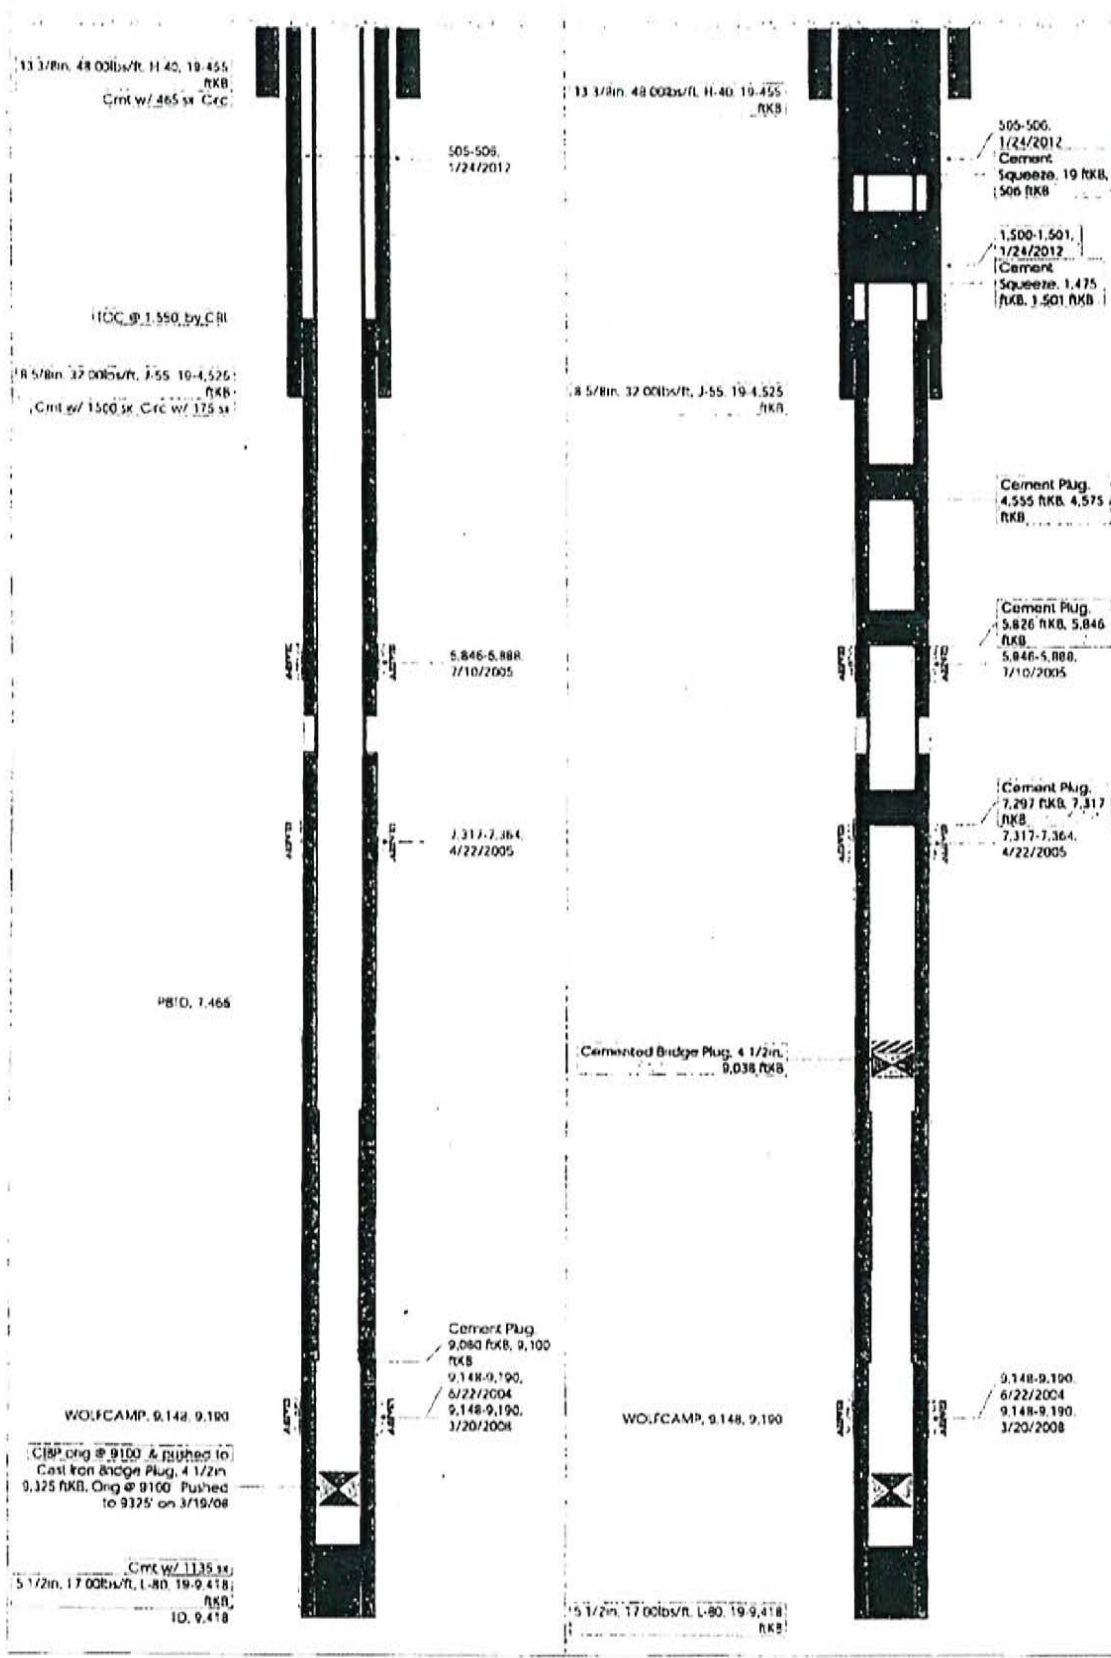 13 3/8in, 48.00lbs/ft, H-40, 19-455
ftKB
Cmt w/ 465 sx Circ
505-506,
1/24/2012
TOC @ 1,550 by CBL
8 5/8in, 32.00lbs/ft, J-55, 19-4,525
ftKB
Cmt w/ 1500 sx Circ w/ 175 sx
5,846-5,888,
7/10/2005
7,317-7,364,
4/22/2005
PBTD, 7,466
Cement Plug,
9,060 ftKB, 9,100
ftKB
9,148-9,190,
6/22/2004
9,148-9,190,
3/20/2008
WOLFCAMP, 9,148, 9,190
CIBP orig @ 9100 & pushed to
Cast Iron Bridge Plug, 4 1/2in
9,325 ftKB, Orig @ 9100' Pushed
to 9325' on 3/19/08
Cmt w/ 1135 sx
5 1/2in, 17.00lbs/ft, L-80, 19-9,418
ftKB
TD, 9,418
13 3/8in, 48.00lbs/ft, H-40, 19-455
ftKB
505-506,
1/24/2012
Cement
Squeeze, 19 ftKB,
506 ftKB
1,500-1,501,
1/24/2012
Cement
Squeeze, 1,475
ftKB, 1,501 ftKB
8 5/8in, 32.00lbs/ft, J-55, 19-4,525
ftKB
Cement Plug,
4,555 ftKB, 4,575
ftKB
Cement Plug,
5,826 ftKB, 5,846
ftKB
5,846-5,888,
7/10/2005
Cement Plug,
7,297 ftKB, 7,317
ftKB
7,317-7,364,
4/22/2005
Cemented Bridge Plug, 4 1/2in,
9,038 ftKB
9,148-9,190,
6/22/2004
9,148-9,190,
3/20/2008
WOLFCAMP, 9,148, 9,190
5 1/2in, 17.00lbs/ft, L-80, 19-9,418
ftKB